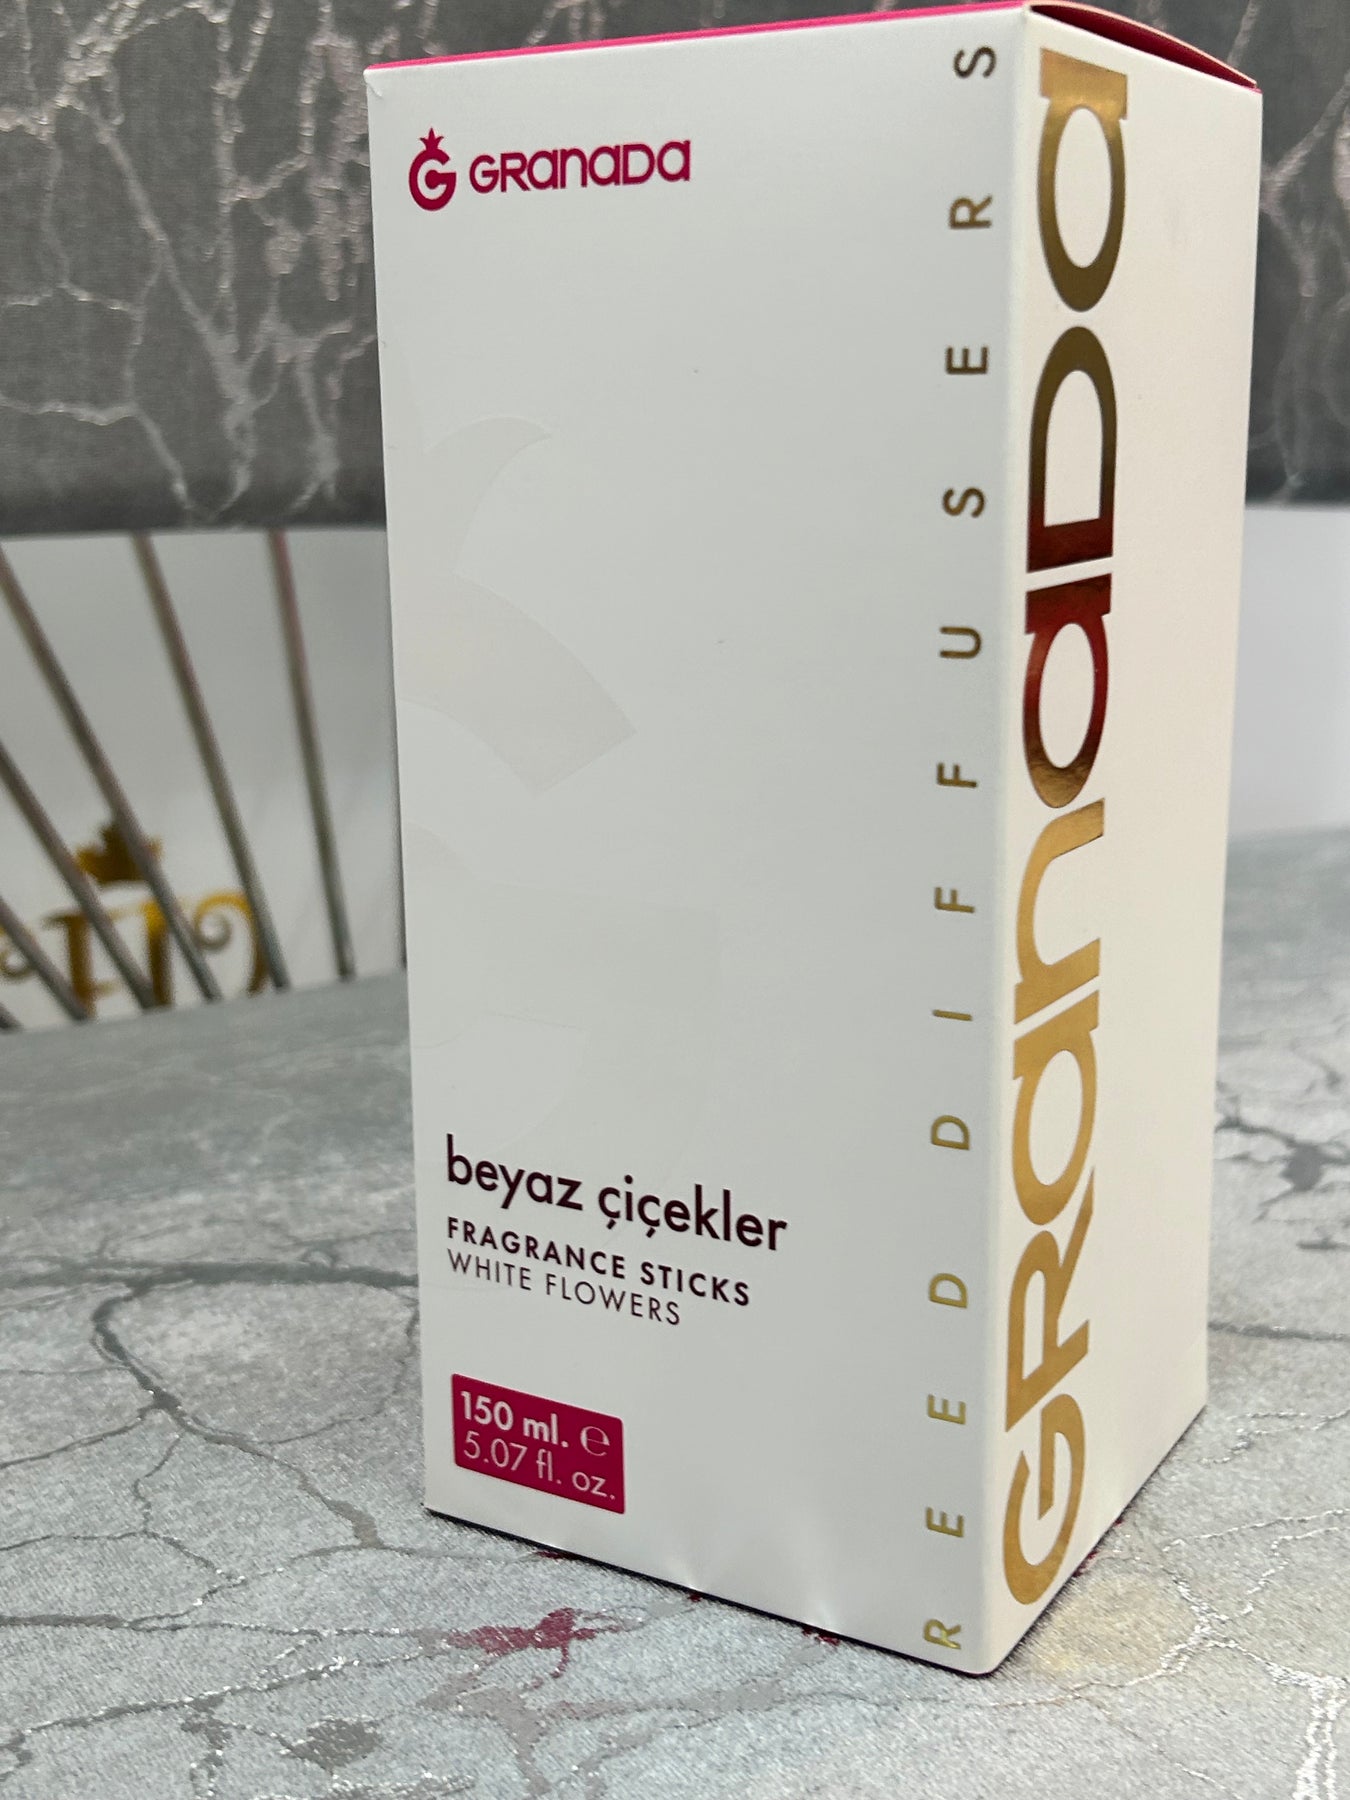 GRanaDa
beyaz çiçekler
FRAGRANCE STICKS
WHITE FLOWERS
150 ml. ℮
5.07 fl. oz.
REED DIFFUSERS
GRanaDa